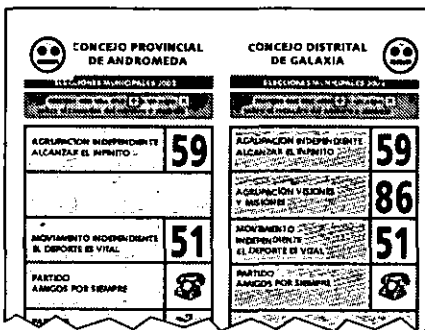 CONCEJO PROVINCIAL
DE ANDROMEDA
ELECCIONES MUNICIPALES 2002
AGRUPACION INDEPENDIENTE
ALCANZAR EL INFINITO
59
MOVIMIENTO INDEPENDIENTE
EL DEPORTE ES VITAL
51
PARTIDO
AMIGOS POR SIEMPRE
CONCEJO DISTRITAL
DE GALAXIA
ELECCIONES MUNICIPALES 2002
AGRUPACION INDEPENDIENTE
ALCANZAR EL INFINITO
59
AGRUPACION VISIONES
Y MISIONES
86
MOVIMIENTO
INDEPENDIENTE
EL DEPORTE ES VITAL
51
PARTIDO
AMIGOS POR SIEMPRE